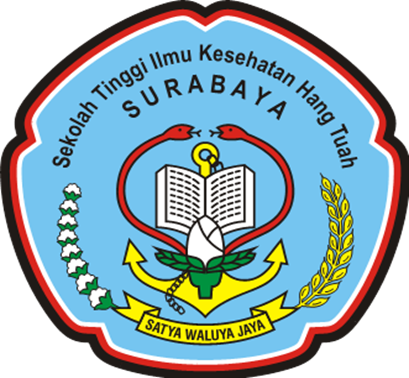 Sekolah Tinggi Ilmu Kesehatan Hang Tuah
SURABAYA
SATYA WALUYA JAYA